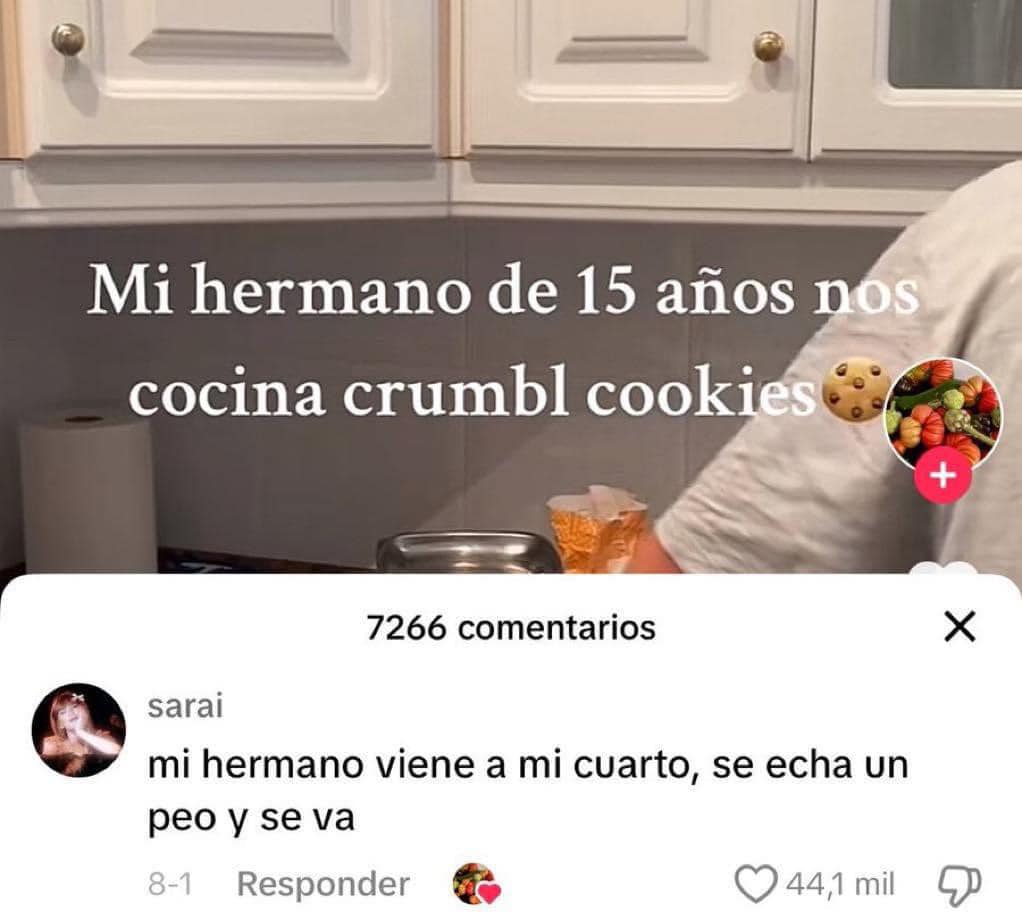 Mi hermano de 15 años nos
cocina crumbl cookies🍪
7266 comentarios
sarai
mi hermano viene a mi cuarto, se echa un
peo y se va
8-1 Responder 44,1 mil